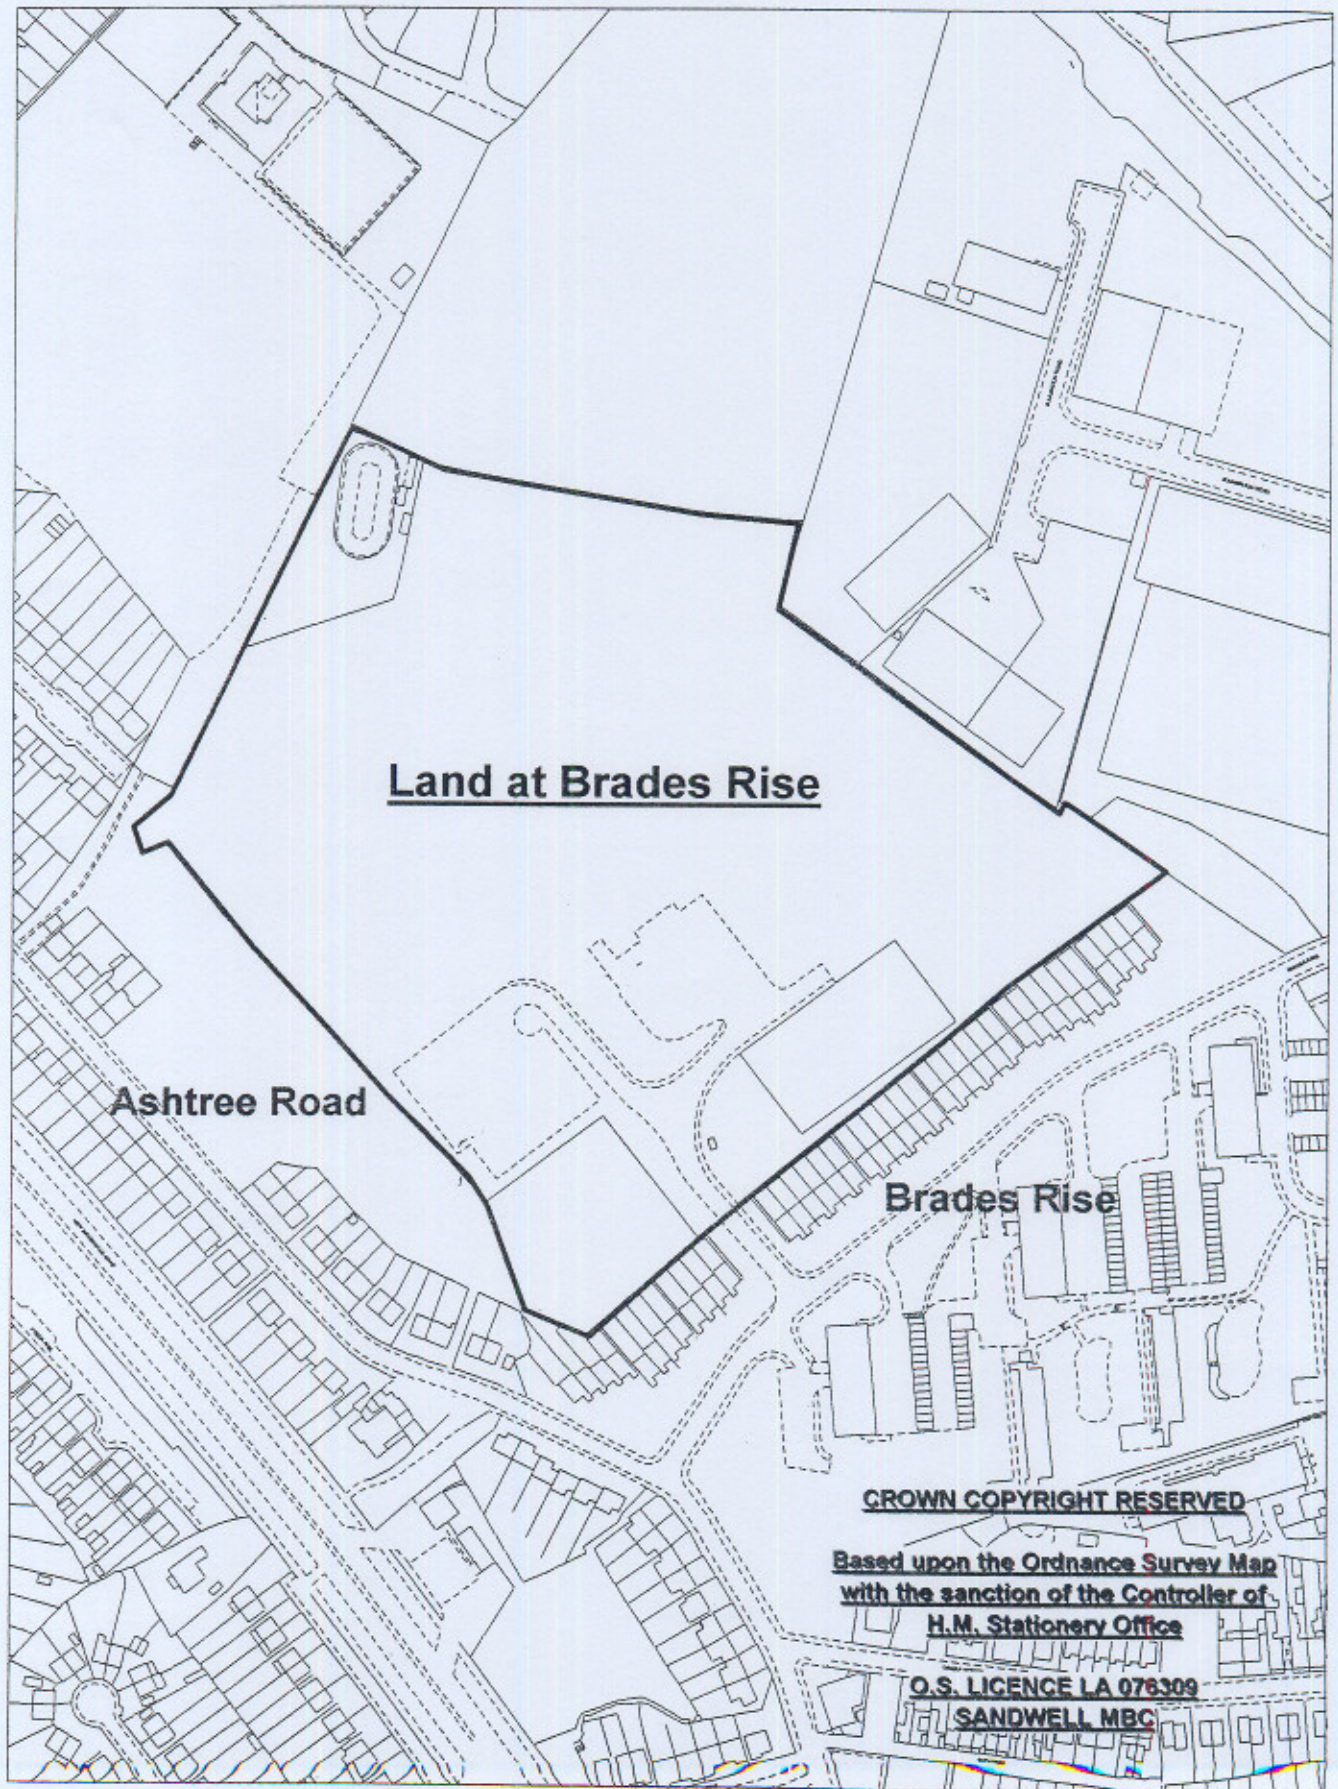 Land at Brades Rise
Ashtree Road
Brades Rise
CROWN COPYRIGHT RESERVED
Based upon the Ordnance Survey Map
with the sanction of the Controller of
H.M. Stationery Office
O.S. LICENCE LA 076309
SANDWELL MBC